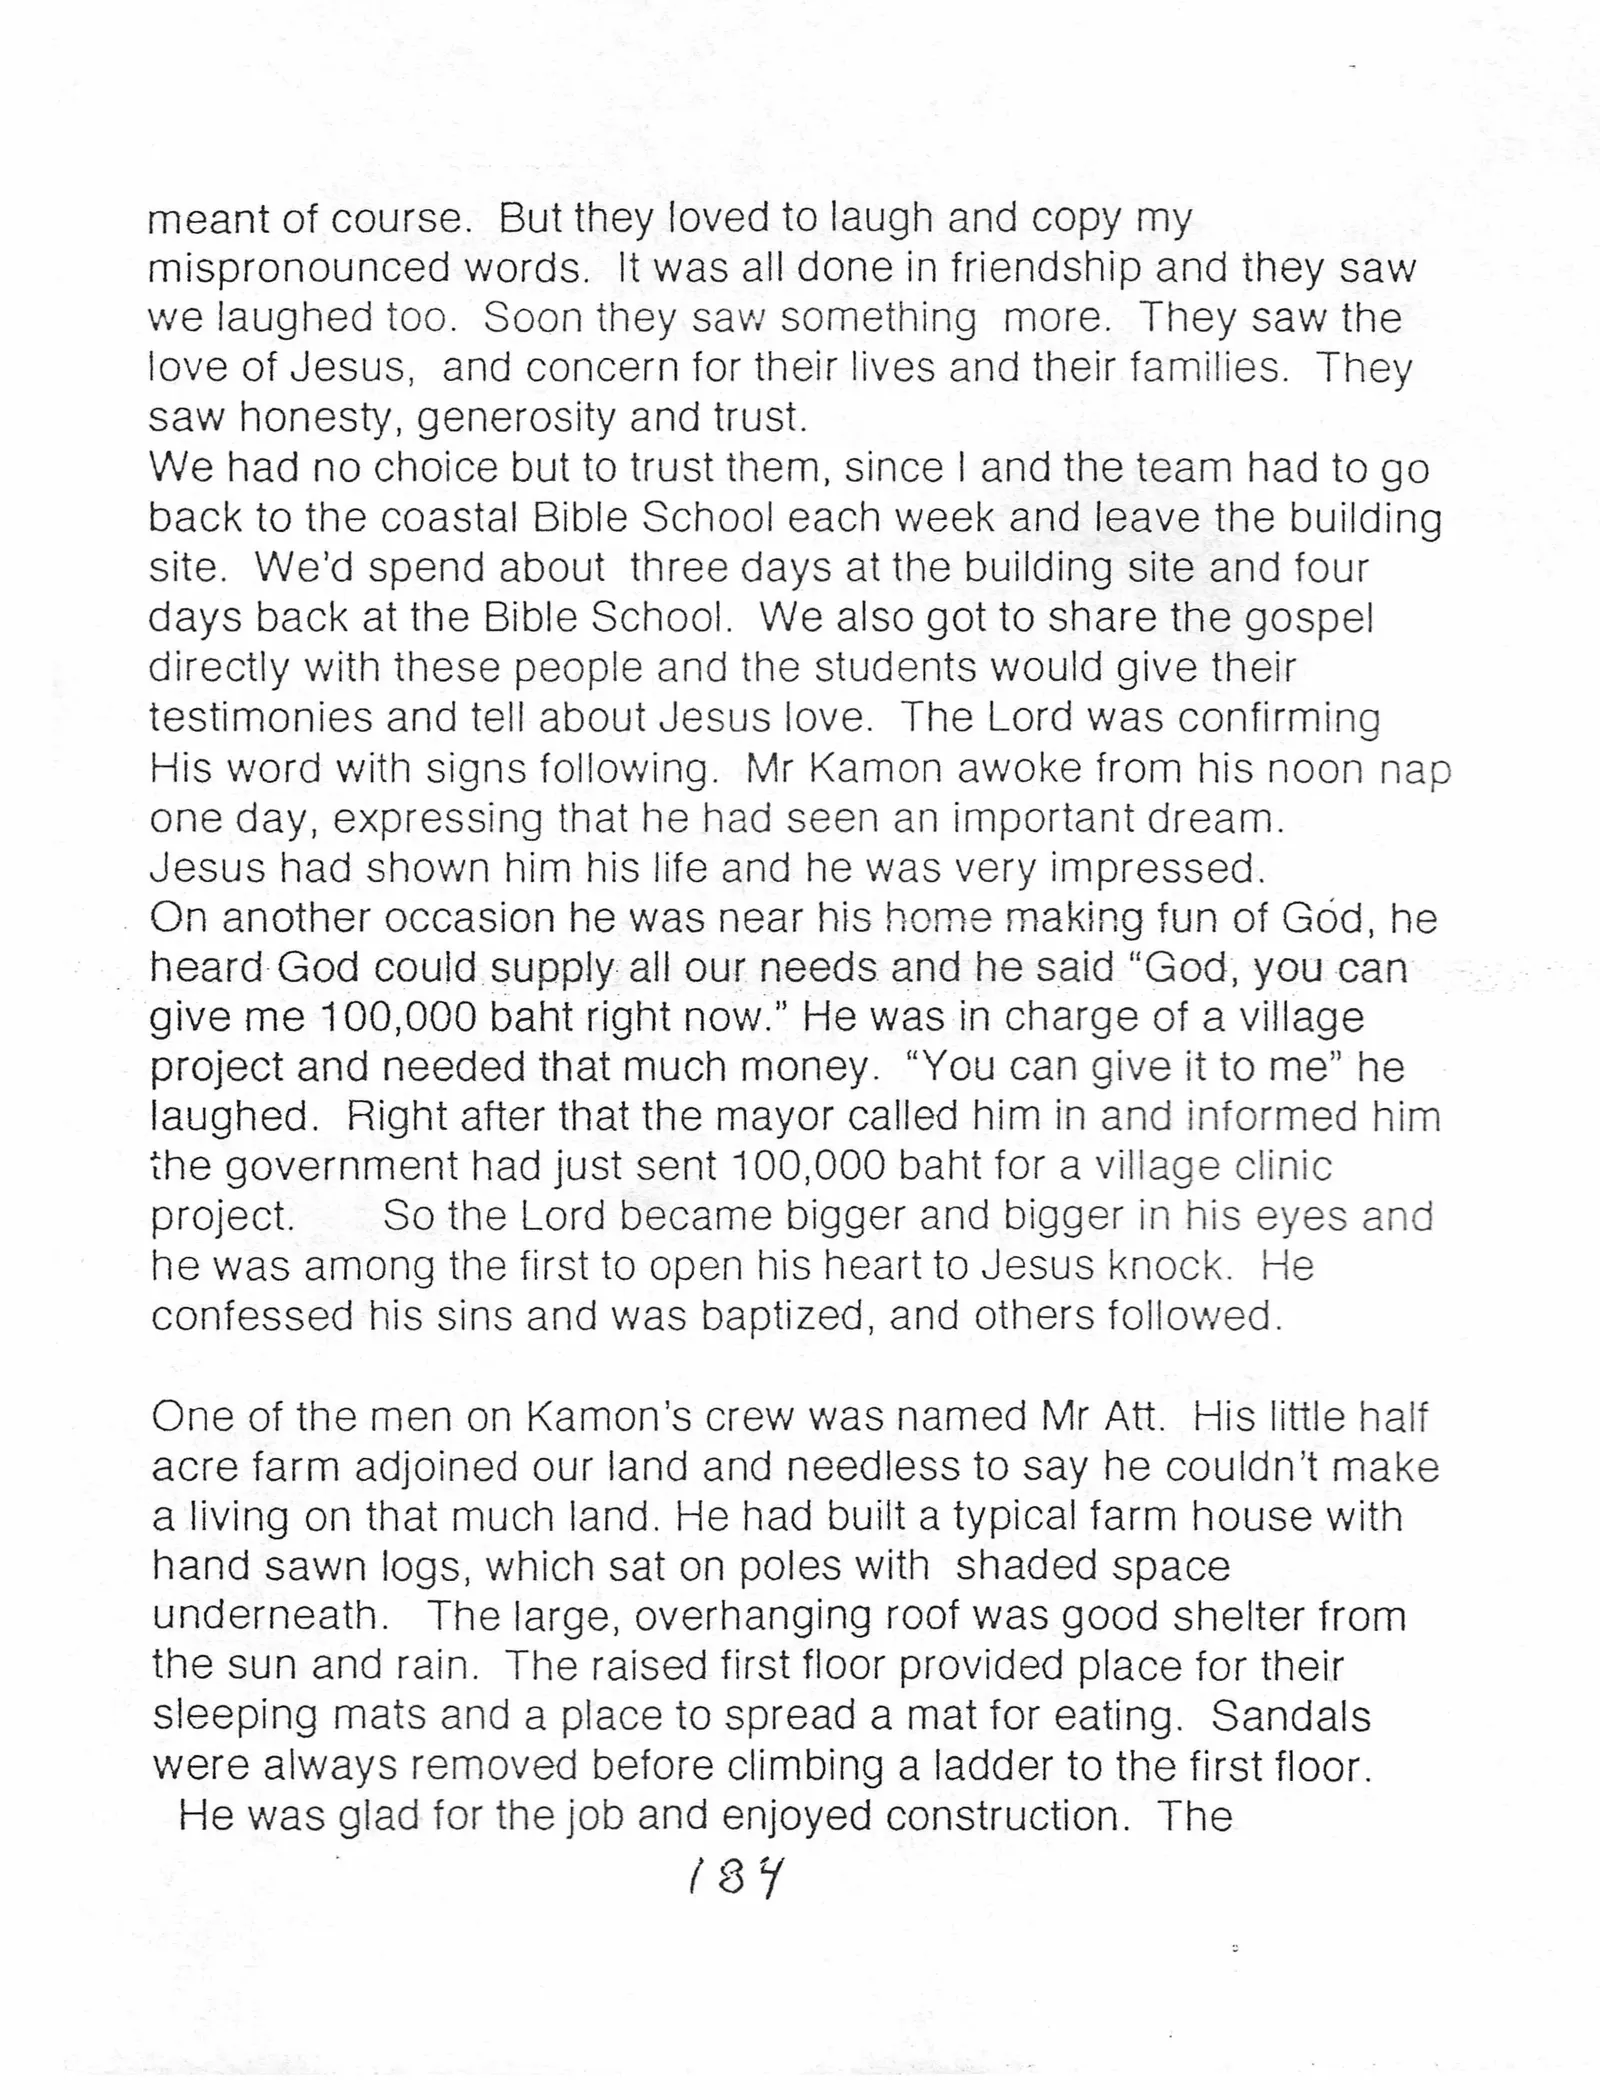 meant of course.  But they loved to laugh and copy my
mispronounced words.  It was all done in friendship and they saw
we laughed too.  Soon they saw something  more.  They saw the
love of Jesus,  and concern for their lives and their families.  They
saw honesty, generosity and trust.
We had no choice but to trust them, since I and the team had to go
back to the coastal Bible School each week and leave the building
site.  We'd spend about  three days at the building site and four
days back at the Bible School.  We also got to share the gospel
directly with these people and the students would give their
testimonies and tell about Jesus love.  The Lord was confirming
His word with signs following.  Mr Kamon awoke from his noon nap
one day, expressing that he had seen an important dream.
Jesus had shown him his life and he was very impressed.
On another occasion he was near his home making fun of God, he
heard God could supply all our needs and he said “God, you can
give me 100,000 baht right now.” He was in charge of a village
project and needed that much money.  “You can give it to me” he
laughed.  Right after that the mayor called him in and informed him
the government had just sent 100,000 baht for a village clinic
project.      So the Lord became bigger and bigger in his eyes and
he was among the first to open his heart to Jesus knock.  He
confessed his sins and was baptized, and others followed.

One of the men on Kamon's crew was named Mr Att.  His little half
acre farm adjoined our land and needless to say he couldn't make
a living on that much land. He had built a typical farm house with
hand sawn logs, which sat on poles with  shaded space
underneath.   The large, overhanging roof was good shelter from
the sun and rain.  The raised first floor provided place for their
sleeping mats and a place to spread a mat for eating.  Sandals
were always removed before climbing a ladder to the first floor.
  He was glad for the job and enjoyed construction.  The
184